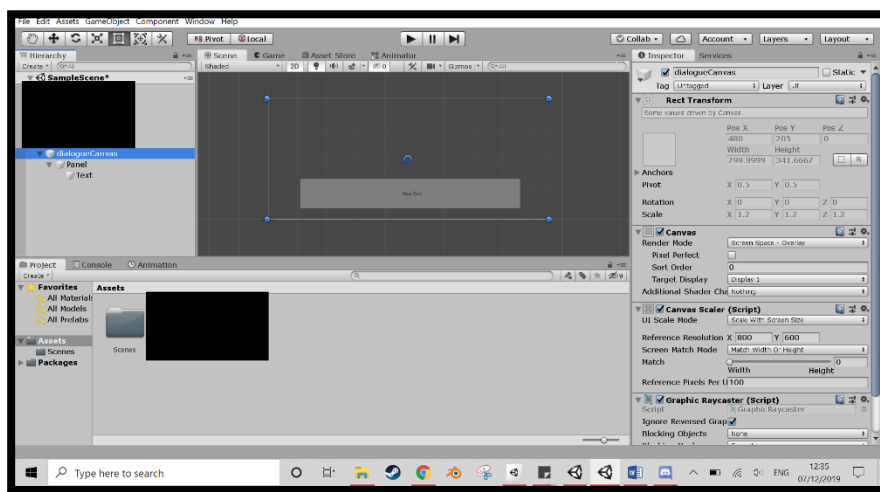 File Edit Assets GameObject Component Window Help
Pivot Local
Collab Account Layers Layout
Hierarchy
Create All
SampleScene*
dialogueCanvas
Panel
Text
Scene Game Asset Store Animator
Shaded 2D 0 Gizmos All
New Text
Inspector Services
dialogueCanvas Static
Tag Untagged Layer UI
Rect Transform
Some values driven by Canvas.
Pos X Pos Y Pos Z
480 205 0
Width Height
799.9999 341.6667 R
Anchors
Pivot X 0.5 Y 0.5
Rotation X 0 Y 0 Z 0
Scale X 1.2 Y 1.2 Z 1.2
Canvas
Render Mode Screen Space - Overlay
Pixel Perfect
Sort Order 0
Target Display Display 1
Additional Shader Cha Nothing
Canvas Scaler (Script)
UI Scale Mode Scale With Screen Size
Reference Resolution X 800 Y 600
Screen Match Mode Match Width Or Height
Match 0
Width Height
Reference Pixels Per U 100
Graphic Raycaster (Script)
Script GraphicRaycaster
Ignore Reversed Grap
Blocking Objects None
Project Console Animation
Create 9
Favorites
All Materials
All Models
All Prefabs
Assets
Scenes
Packages
Assets
Scenes
Type here to search
ENG 12:35
07/12/2019